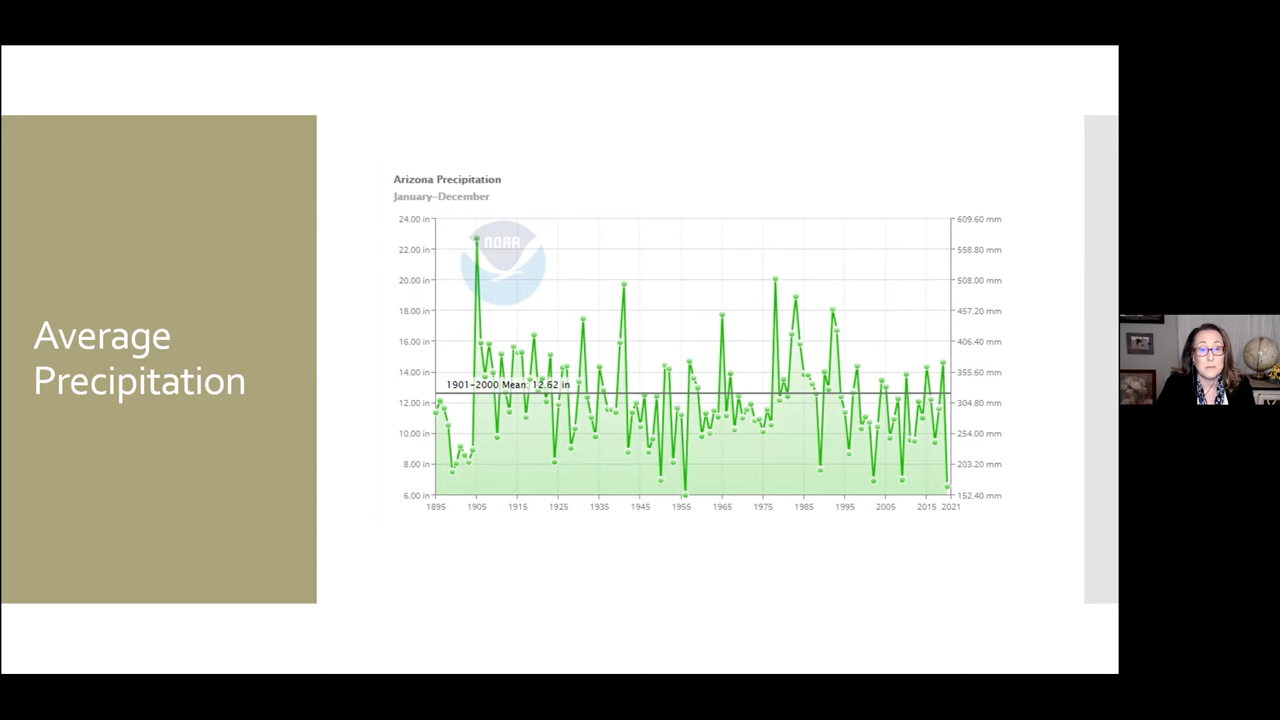 Average
Precipitation
Arizona Precipitation
January–December
NOAA
24.00 in
22.00 in
20.00 in
18.00 in
16.00 in
14.00 in
12.00 in
10.00 in
8.00 in
6.00 in
1901–2000 Mean: 12.62 in
609.60 mm
558.80 mm
508.00 mm
457.20 mm
406.40 mm
355.60 mm
304.80 mm
254.00 mm
203.20 mm
152.40 mm
1895 1905 1915 1925 1935 1945 1955 1965 1975 1985 1995 2005 2015 2021